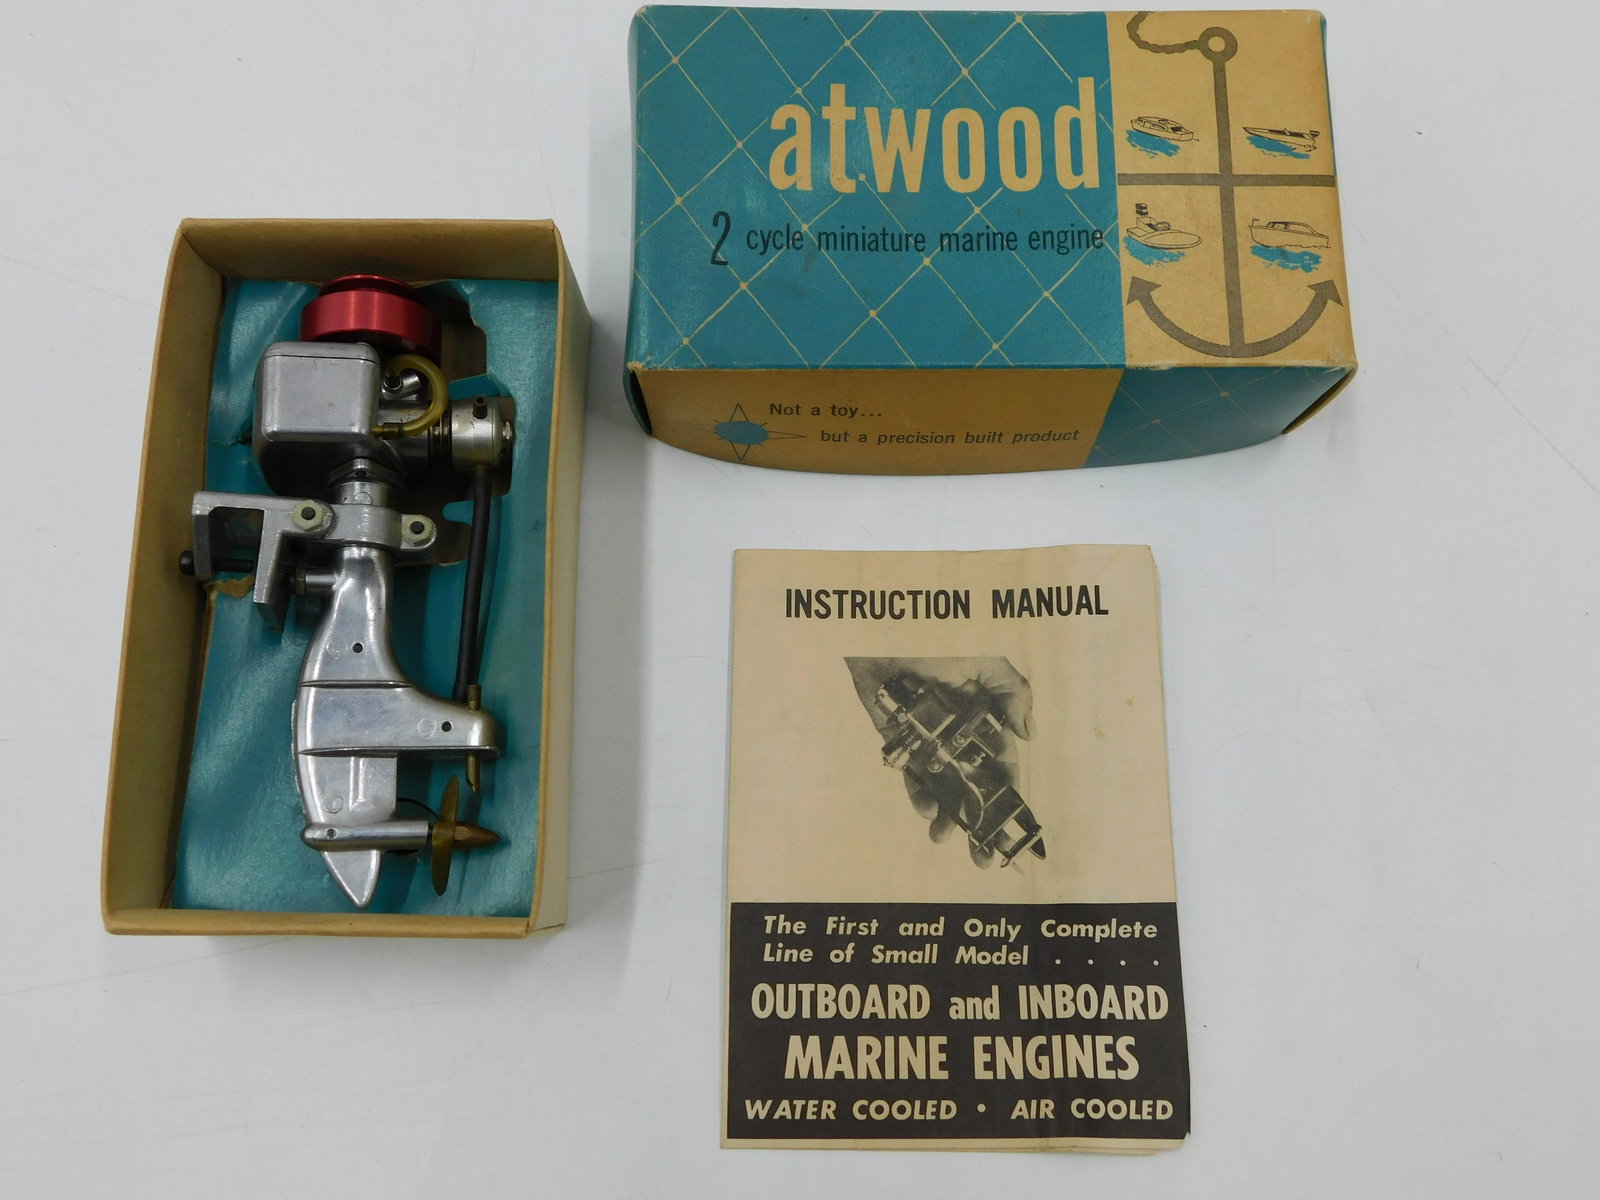 atwood
2 cycle miniature marine engine
Not a toy...
but a precision built product
INSTRUCTION MANUAL
The First and Only Complete
Line of Small Model . . . .
OUTBOARD and INBOARD
MARINE ENGINES
WATER COOLED • AIR COOLED